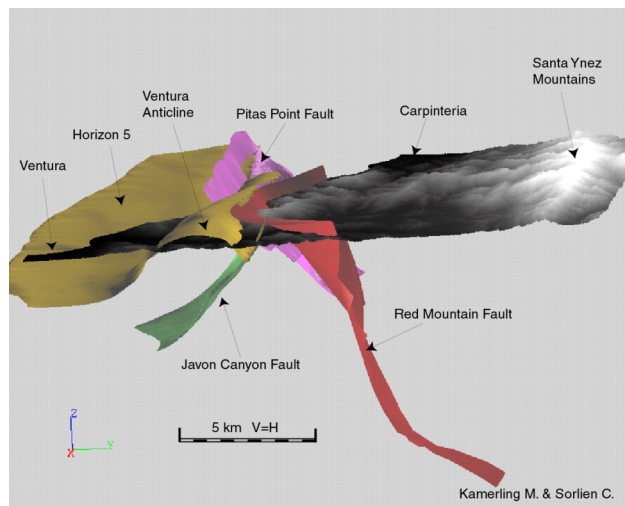 Santa Ynez
Mountains
Ventura
Anticline
Pitas Point Fault
Carpinteria
Horizon 5
Ventura
Red Mountain Fault
Javon Canyon Fault
Z
Y
X
5 km V=H
Kamerling M. & Sorlien C.